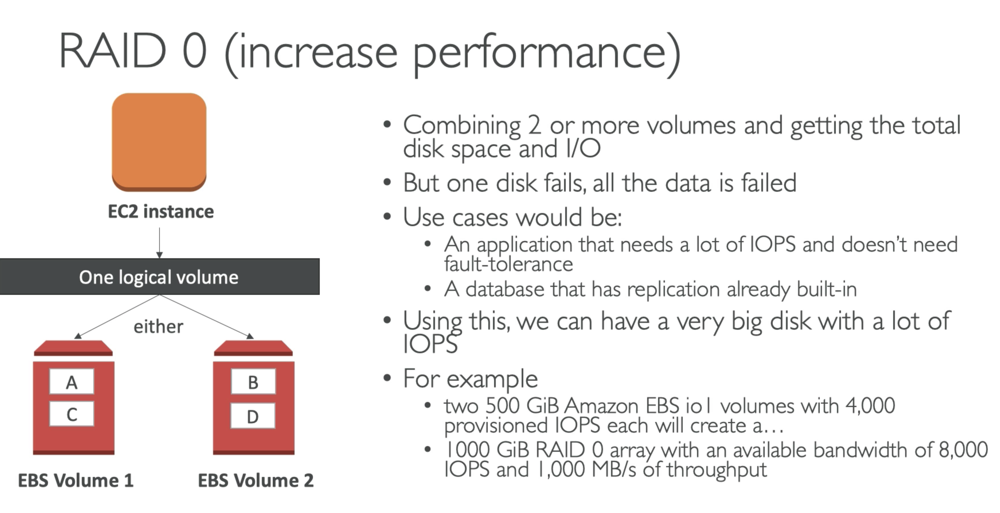 RAID 0 (increase performance)
EC2 instance
One logical volume
either
A
B
C
D
EBS Volume 1
EBS Volume 2
• Combining 2 or more volumes and getting the total
disk space and I/O
• But one disk fails, all the data is failed
• Use cases would be:
• An application that needs a lot of IOPS and doesn't need
fault-tolerance
• A database that has replication already built-in
• Using this, we can have a very big disk with a lot of
IOPS
• For example
• two 500 GiB Amazon EBS io1 volumes with 4,000
provisioned IOPS each will create a…
• 1000 GiB RAID 0 array with an available bandwidth of 8,000
IOPS and 1,000 MB/s of throughput